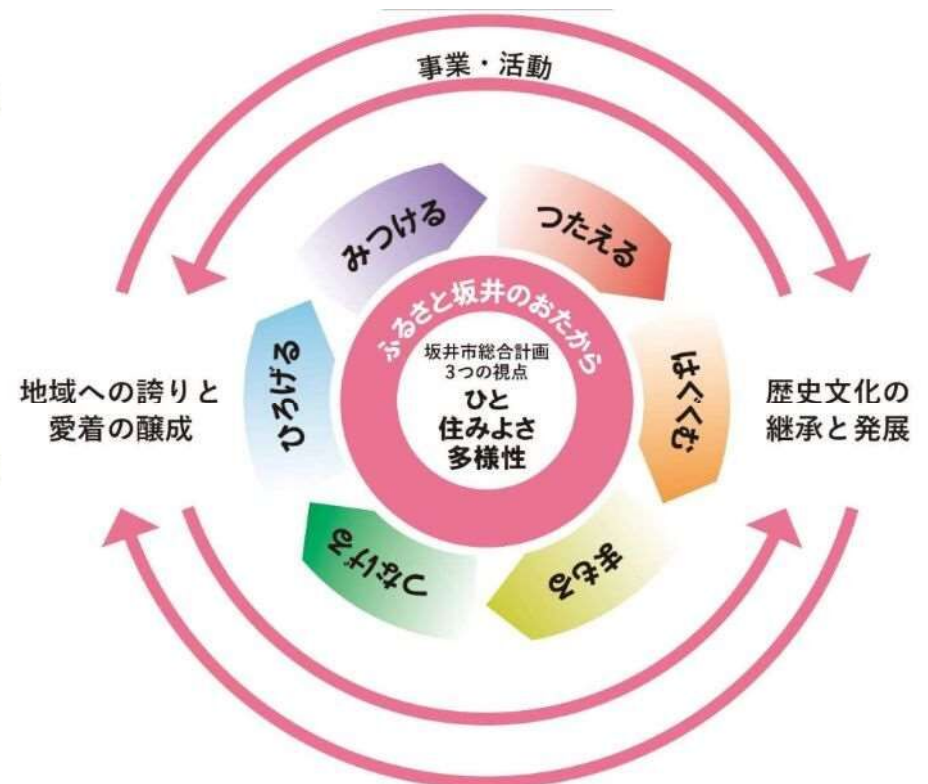 事業・活動
みつける
つたえる
はぐくむ
まもる
つなげる
ひろげる
ふるさと坂井のおたから
坂井市総合計画
3つの視点
ひと
住みよさ
多様性
地域への誇りと
愛着の醸成
歴史文化の
継承と発展